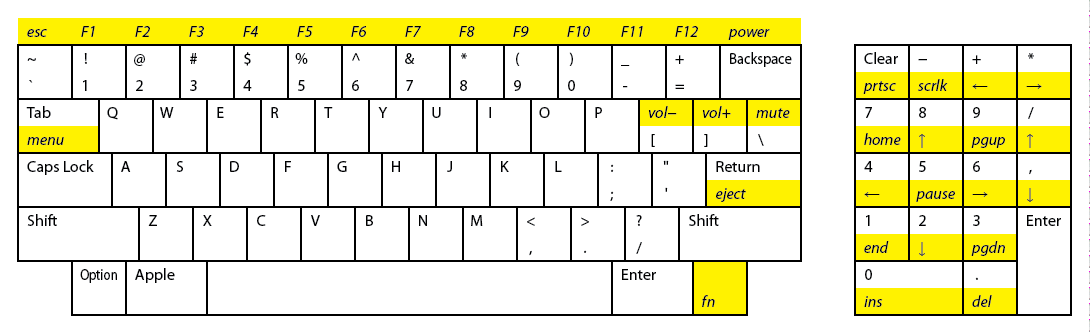 esc F1 F2 F3 F4 F5 F6 F7 F8 F9 F10 F11 F12 power
~ ! @ # $ % ^ & * ( ) _ + Backspace
` 1 2 3 4 5 6 7 8 9 0 - =
Tab Q W E R T Y U I O P vol− vol+ mute
menu [ ] \
Caps Lock A S D F G H J K L : " Return
; ' eject
Shift Z X C V B N M < > ? Shift
, . /
Option Apple Enter
fn
Clear − + *
prtsc scrlk ← →
7 8 9 /
home ↑ pgup ↑
4 5 6 ,
← pause → ↓
1 2 3 Enter
end ↓ pgdn
0 .
ins del